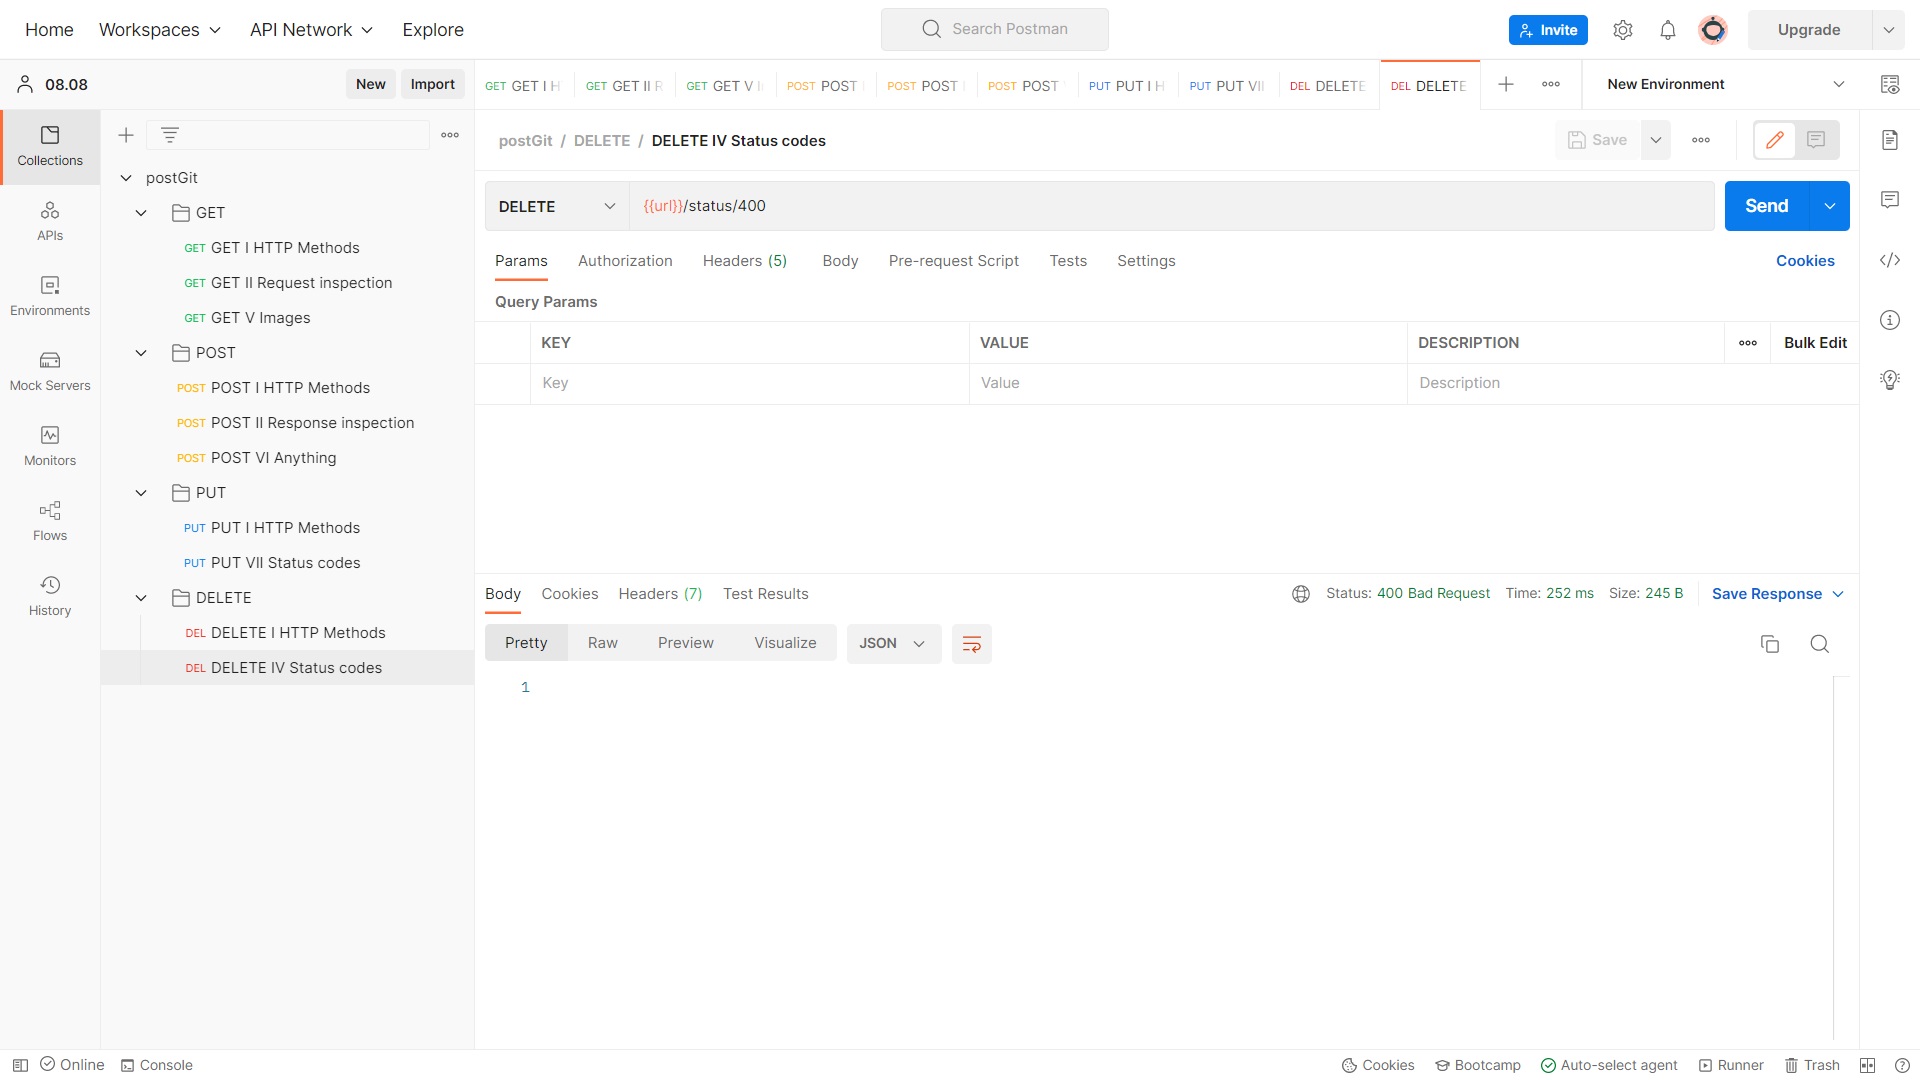 Home Workspaces API Network Explore Search Postman Invite Upgrade
08.08 New Import GET GET I H GET GET II R GET GET V I POST POST POST POST POST POST PUT PUT I H PUT PUT VII DEL DELETE DEL DELETE New Environment
Collections
APIs
Environments
Mock Servers
Monitors
Flows
History
postGit
GET
GET GET I HTTP Methods
GET GET II Request inspection
GET GET V Images
POST
POST POST I HTTP Methods
POST POST II Response inspection
POST POST VI Anything
PUT
PUT PUT I HTTP Methods
PUT PUT VII Status codes
DELETE
DEL DELETE I HTTP Methods
DEL DELETE IV Status codes
postGit / DELETE / DELETE IV Status codes Save
DELETE {{url}}/status/400 Send
Params Authorization Headers (5) Body Pre-request Script Tests Settings Cookies
Query Params
KEY VALUE DESCRIPTION Bulk Edit
Key Value Description
Body Cookies Headers (7) Test Results Status: 400 Bad Request Time: 252 ms Size: 245 B Save Response
Pretty Raw Preview Visualize JSON
1
Online Console Cookies Bootcamp Auto-select agent Runner Trash